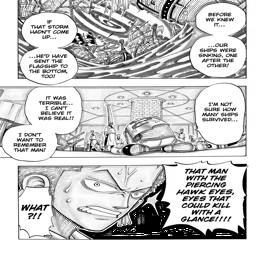 BEFORE
WE KNEW
IT...
IF
THAT STORM
HADN'T COME
UP...
...OUR
SHIPS WERE
SINKING, ONE
AFTER THE
OTHER!
...HE'D HAVE
SENT THE
FLAGSHIP TO
THE BOTTOM,
TOO!
I'M NOT
SURE HOW
MANY SHIPS
SURVIVED...
IT WAS
TERRIBLE...
I CAN'T
BELIEVE IT
WAS REAL!!
I DON'T
WANT TO
REMEMBER
THAT MAN!
THAT MAN
WITH THE
PIERCING
HAWK EYES,
EYES THAT
COULD KILL
WITH A
GLANCE!!!!
WHAT
?!!